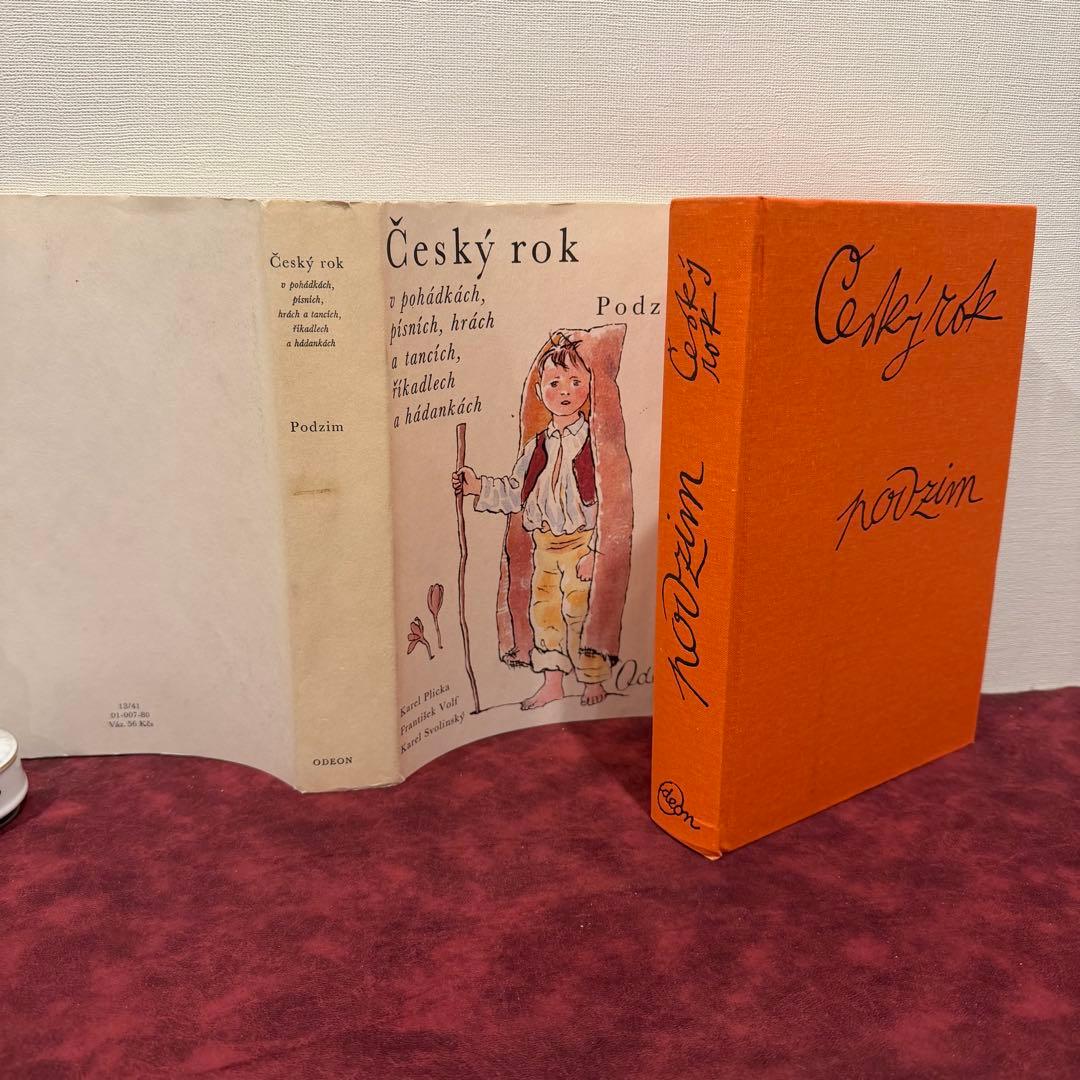 13/41
01-007-80
Váz. 56 Kčs
Český rok
v pohádkách,
písních,
hrách a tancích,
říkadlech
a hádankách
Podzim
ODEON
Český rok
v pohádkách,
písních, hrách
a tancích,
říkadlech
a hádankách
Podz
Karel Plicka
František Volf
Karel Svolinský
Od
Český
rok
podzim
Odeon
Český rok
podzim